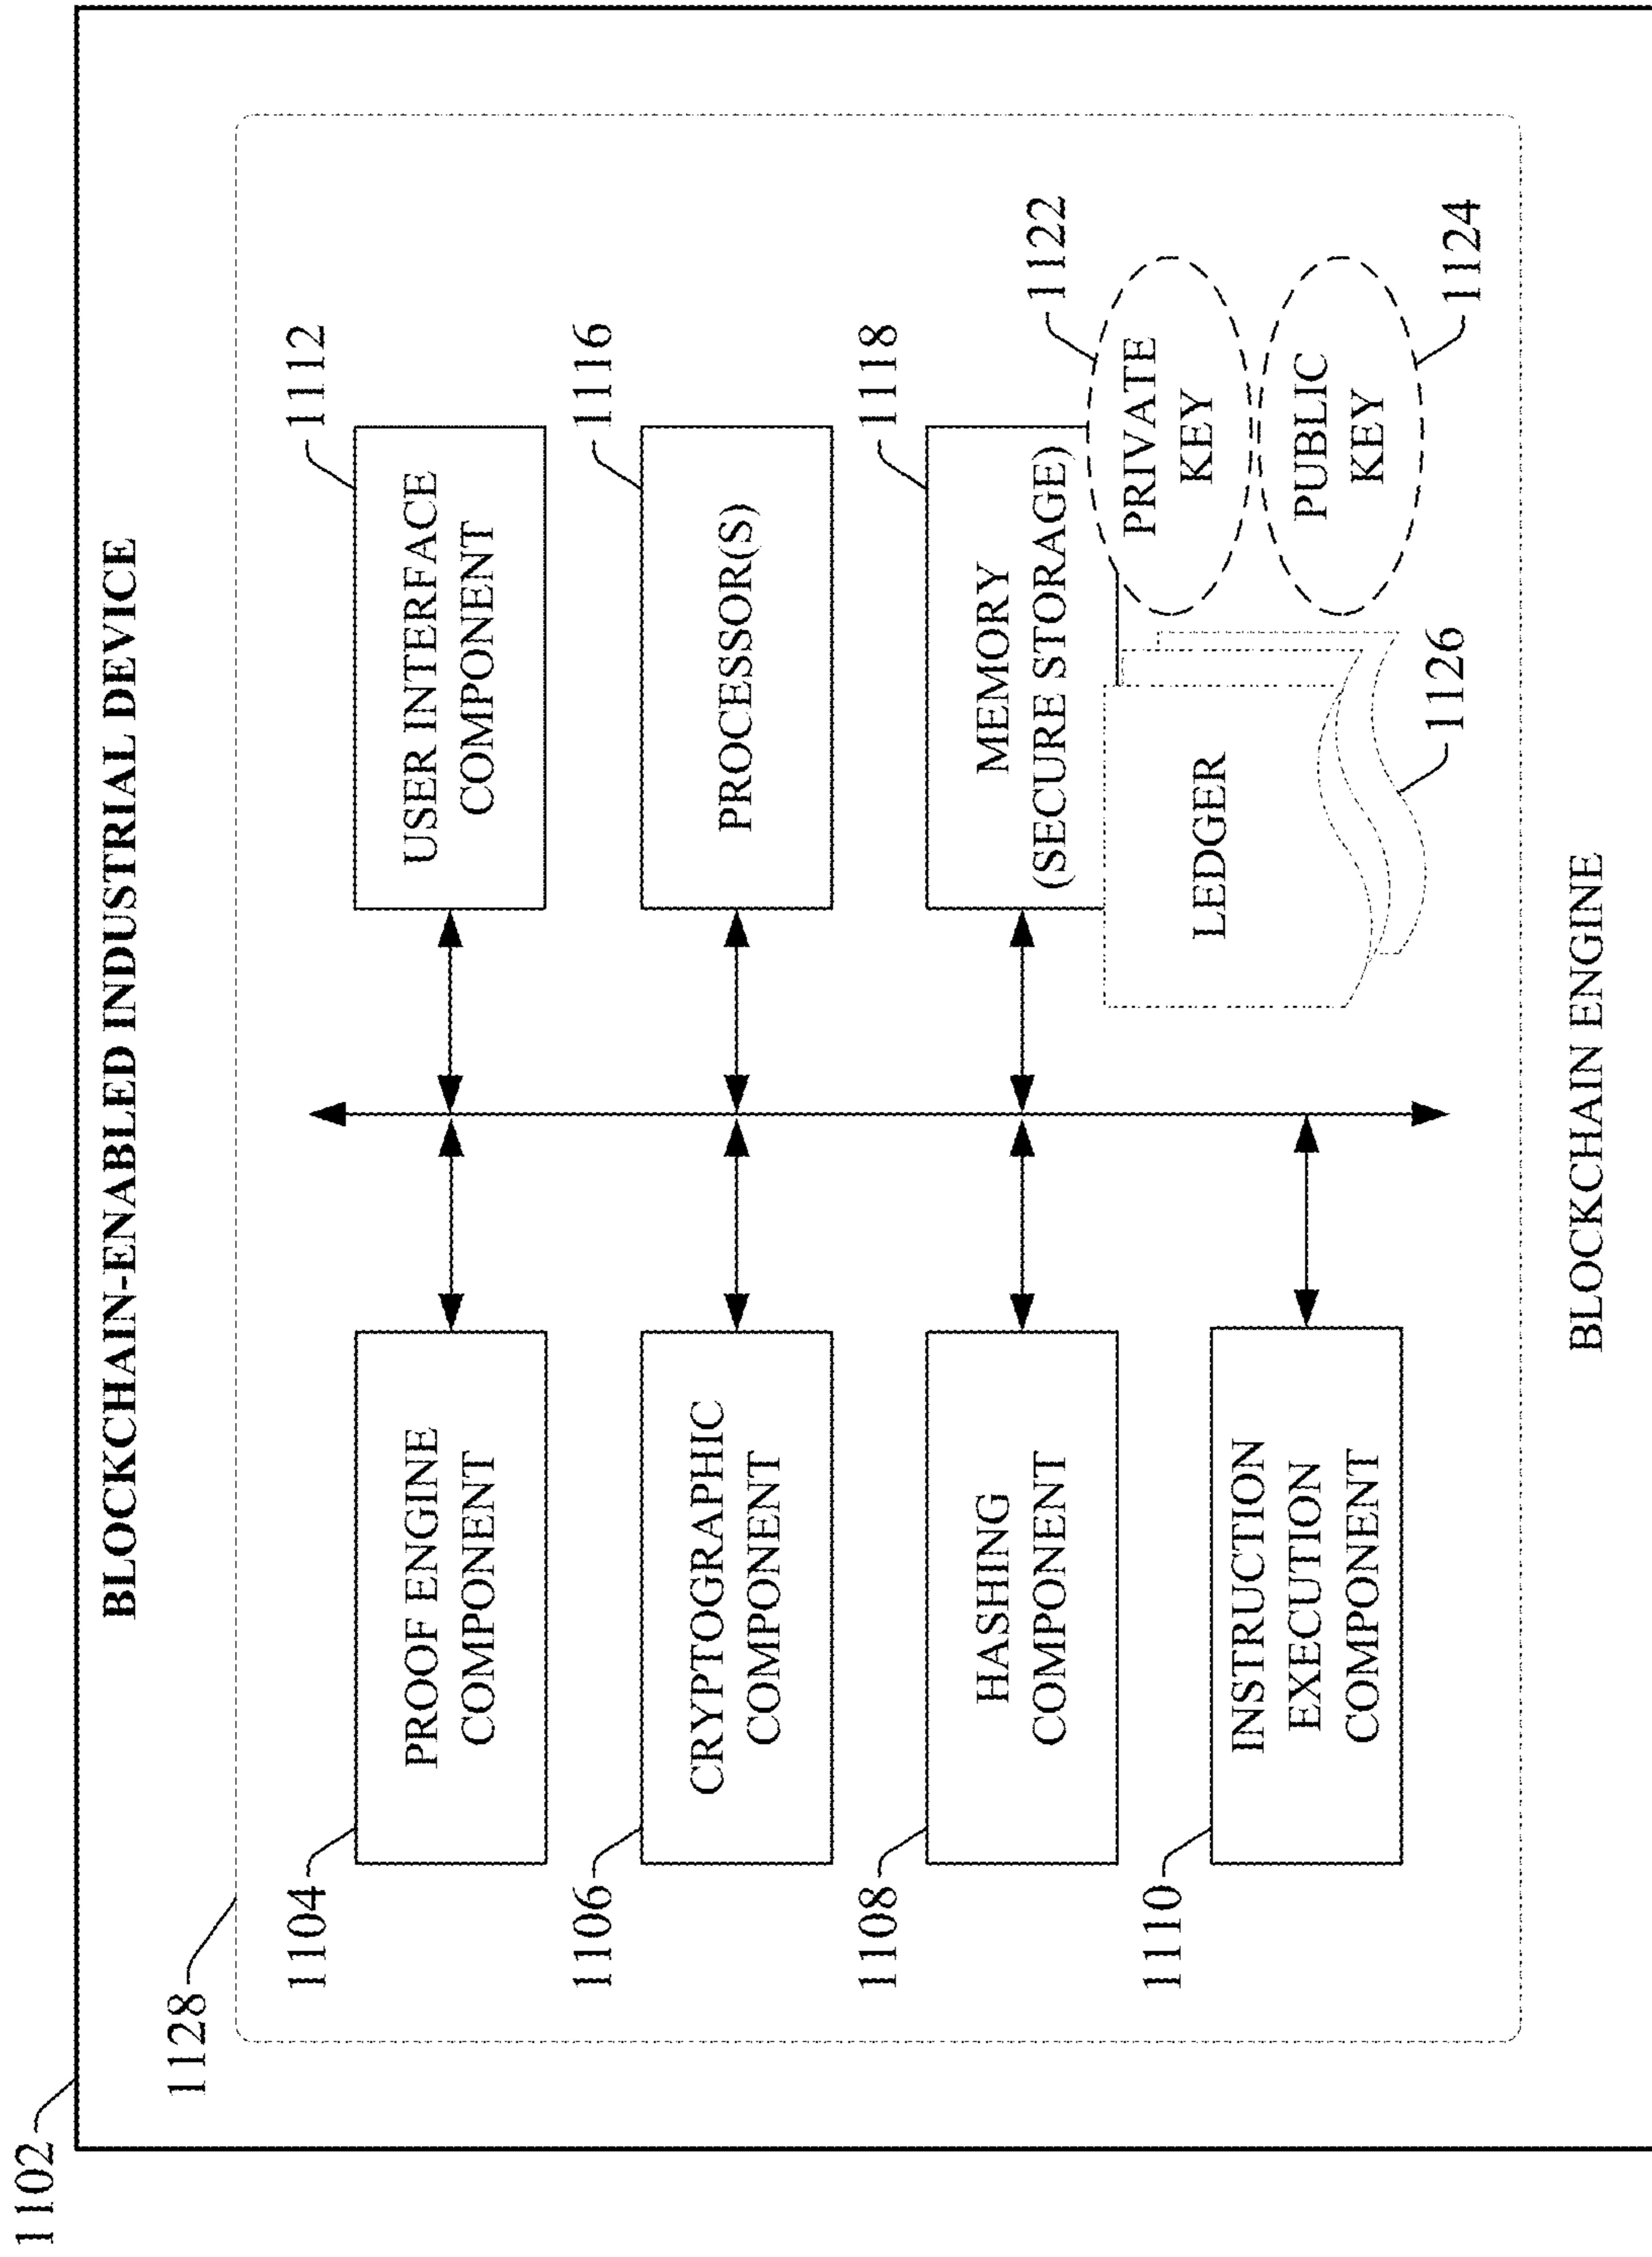 1102
BLOCKCHAIN-ENABLED INDUSTRIAL DEVICE
1128
1104
PROOF ENGINE
COMPONENT
1112
USER INTERFACE
COMPONENT
1106
CRYPTOGRAPHIC
COMPONENT
1116
PROCESSOR(S)
1108
HASHING
COMPONENT
1118
MEMORY
(SECURE STORAGE)
1110
INSTRUCTION
EXECUTION
COMPONENT
LEDGER
1126
PRIVATE
KEY
1122
PUBLIC
KEY
1124
BLOCKCHAIN ENGINE